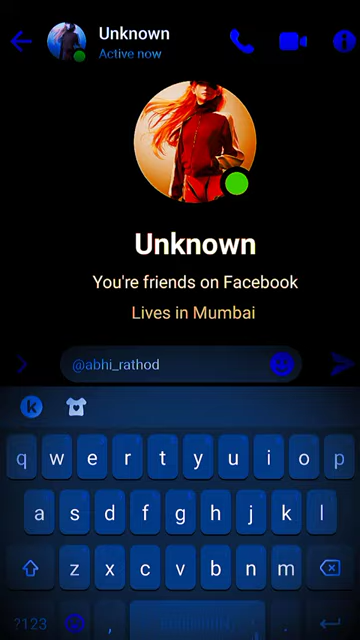 Unknown
Active now
Unknown
You're friends on Facebook
Lives in Mumbai
@abhi_rathod
k
q w e r t y u i o p
a s d f g h j k l
z x c v b n m
?123 , .